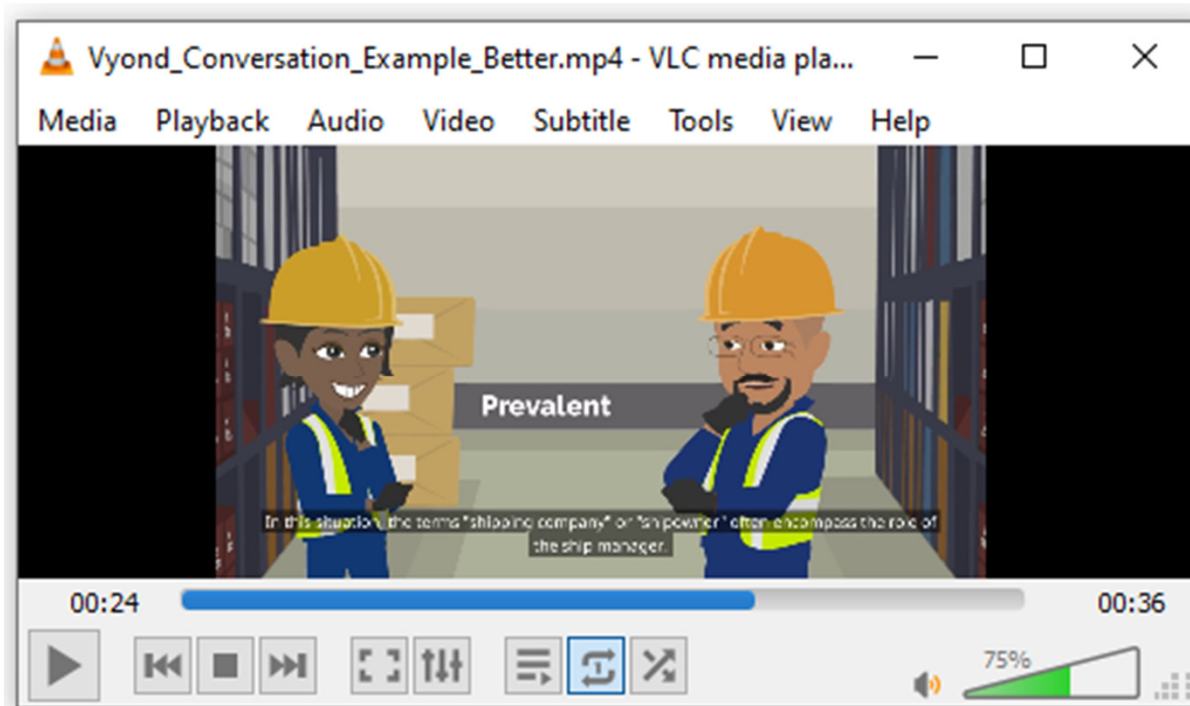 Vyond_Conversation_Example_Better.mp4 - VLC media pla...
Media Playback Audio Video Subtitle Tools View Help
Prevalent
In this situation, the terms "shipping company" or "shipowner" often encompass the role of
the ship manager.
00:24 00:36
75%